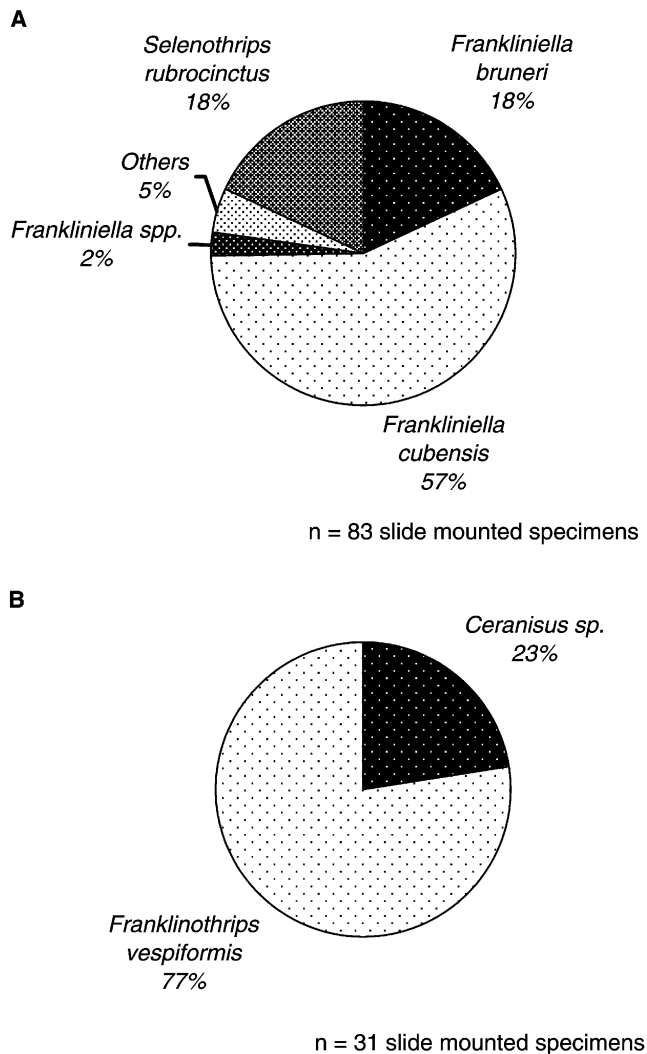 A
Selenothrips
rubrocinctus
18%
Frankliniella
bruneri
18%
Others
5%
Frankliniella spp.
2%
Frankliniella
cubensis
57%
n = 83 slide mounted specimens
B
Ceranisus sp.
23%
Franklinothrips
vespiformis
77%
n = 31 slide mounted specimens